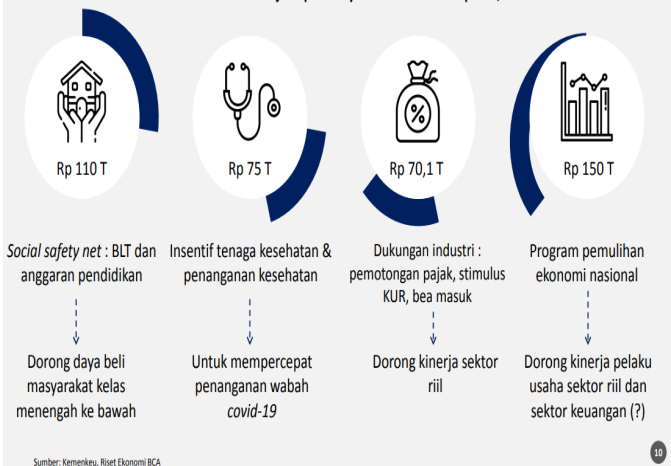 Rp 110 T
Rp 75 T
Rp 70,1 T
Rp 150 T
Social safety net : BLT dan
anggaran pendidikan
Insentif tenaga kesehatan &
penanganan kesehatan
Dukungan industri :
pemotongan pajak, stimulus
KUR, bea masuk
Program pemulihan
ekonomi nasional
Dorong daya beli
masyarakat kelas
menengah ke bawah
Untuk mempercepat
penanganan wabah
covid-19
Dorong kinerja sektor
riil
Dorong kinerja pelaku
usaha sektor riil dan
sektor keuangan (?)
Sumber: Kemenkeu, Riset Ekonomi BCA
10